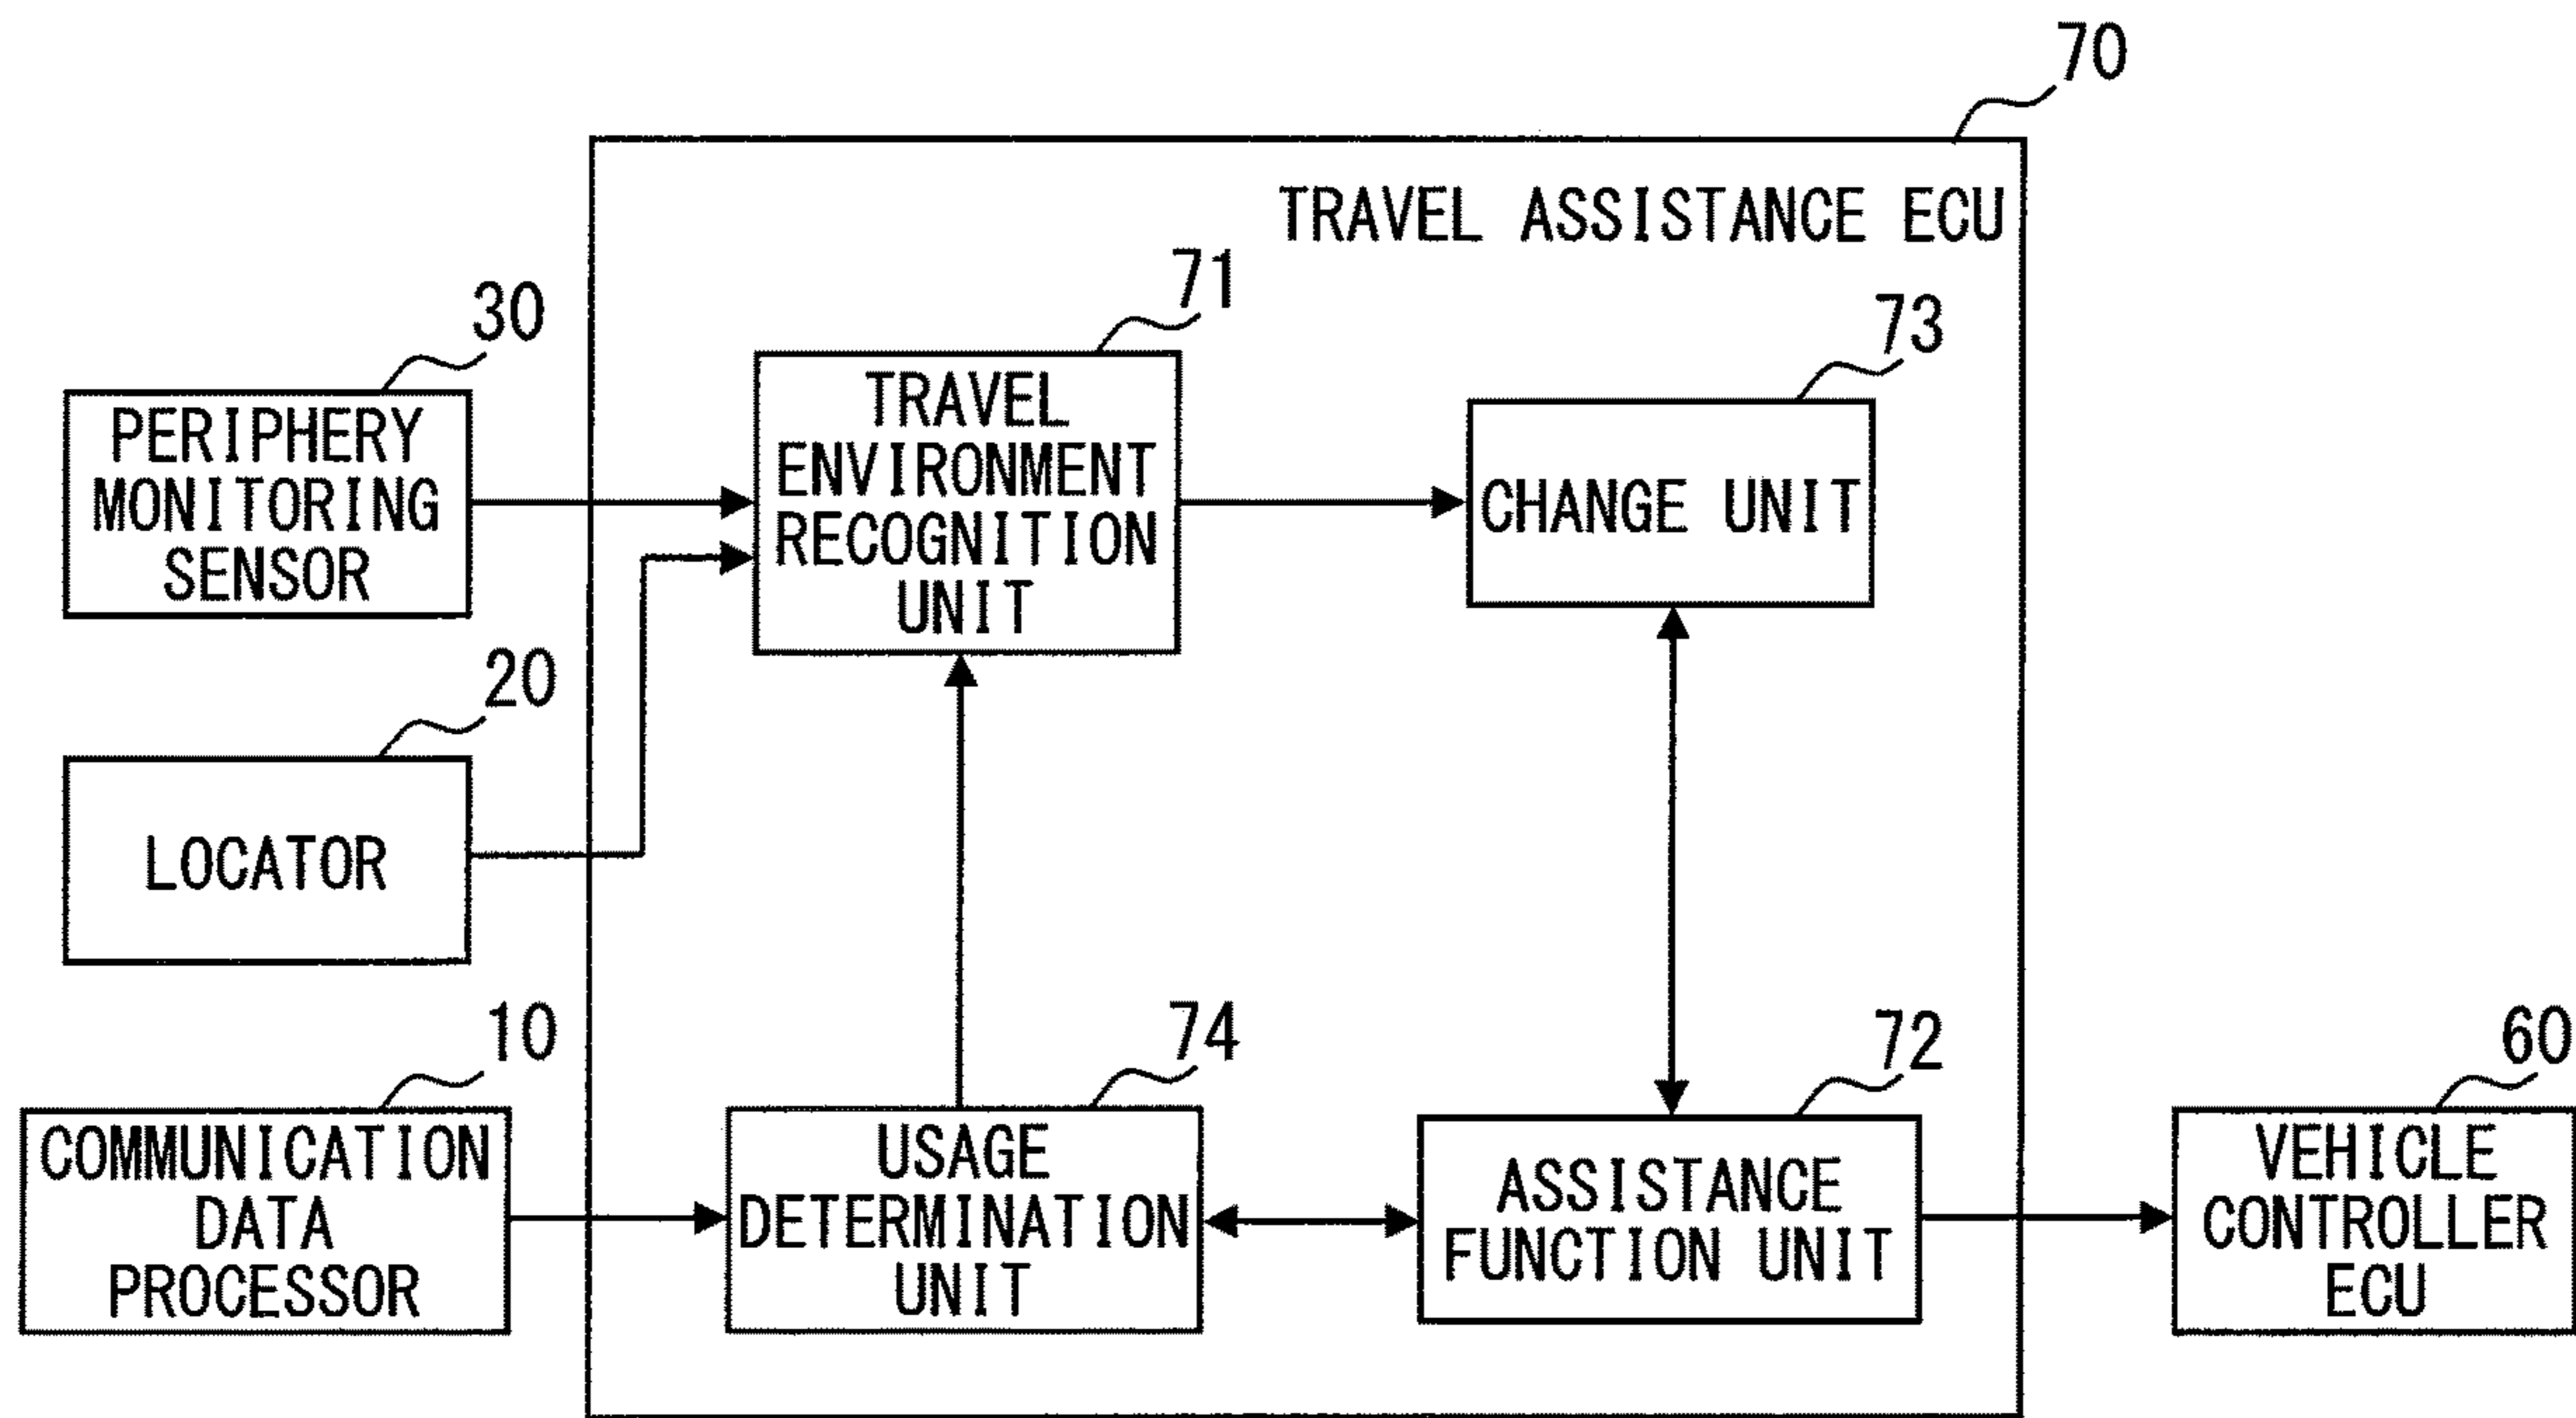 70
TRAVEL ASSISTANCE ECU
30
PERIPHERY
MONITORING
SENSOR
71
TRAVEL
ENVIRONMENT
RECOGNITION
UNIT
73
CHANGE UNIT
20
LOCATOR
10
COMMUNICATION
DATA
PROCESSOR
74
USAGE
DETERMINATION
UNIT
72
ASSISTANCE
FUNCTION UNIT
60
VEHICLE
CONTROLLER
ECU